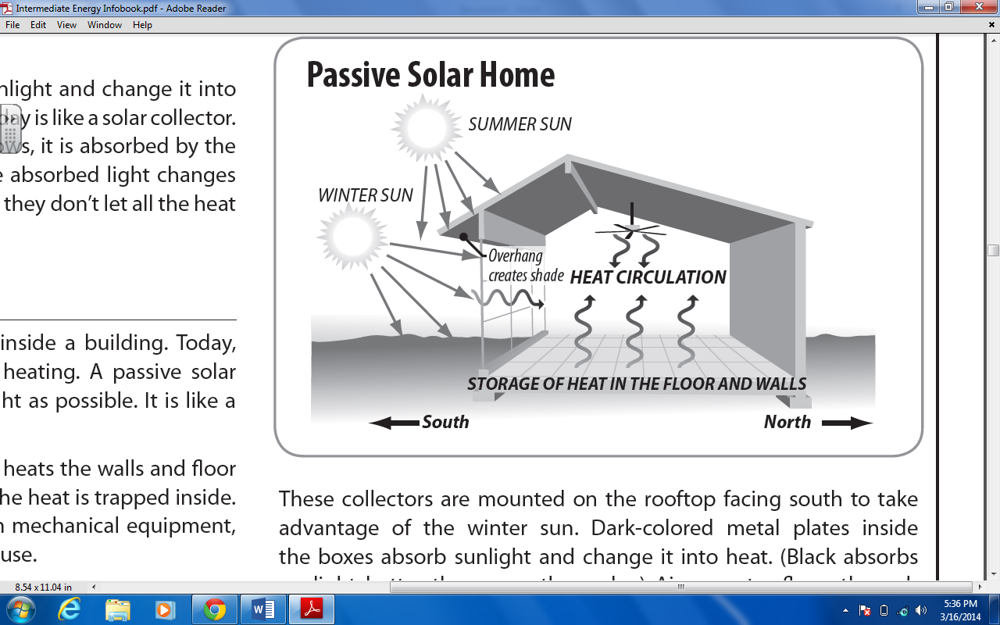 Intermediate Energy Infobook.pdf - Adobe Reader
File Edit View Window Help
nlight and change it into
day is like a solar collector.
ows, it is absorbed by the
e absorbed light changes
they don't let all the heat
inside a building. Today,
heating. A passive solar
ht as possible. It is like a
heats the walls and floor
he heat is trapped inside.
n mechanical equipment,
use.
Passive Solar Home
SUMMER SUN
WINTER SUN
Overhang
creates shade
HEAT CIRCULATION
STORAGE OF HEAT IN THE FLOOR AND WALLS
South
North
These collectors are mounted on the rooftop facing south to take
advantage of the winter sun. Dark-colored metal plates inside
the boxes absorb sunlight and change it into heat. (Black absorbs
8.54 x 11.04 in
5:36 PM
3/16/2014